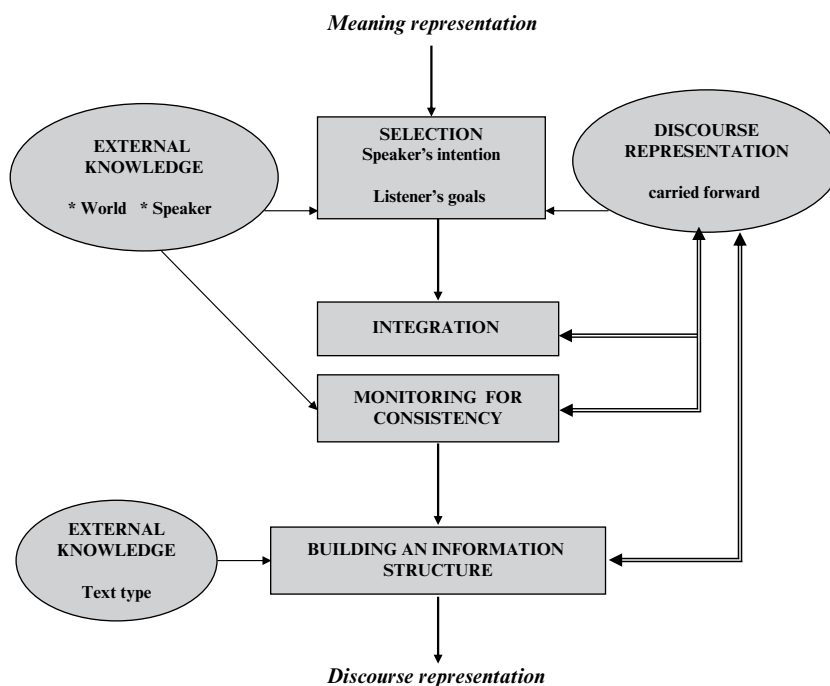 Meaning representation
EXTERNAL
KNOWLEDGE
* World * Speaker
SELECTION
Speaker’s intention
Listener’s goals
DISCOURSE
REPRESENTATION
carried forward
INTEGRATION
MONITORING FOR
CONSISTENCY
EXTERNAL
KNOWLEDGE
Text type
BUILDING AN INFORMATION
STRUCTURE
Discourse representation